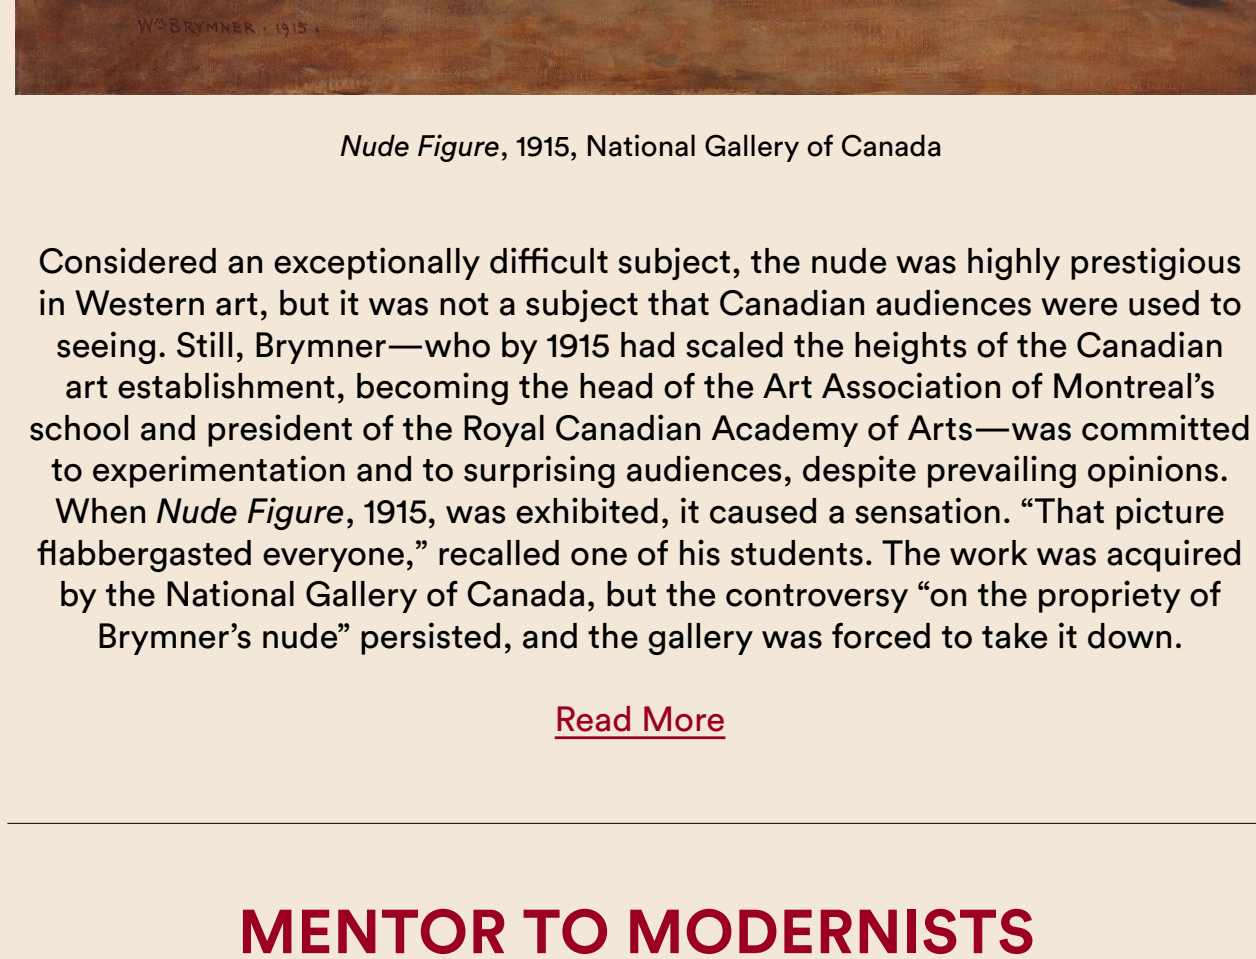 WM BRYMNER · 1915 .
Nude Figure, 1915, National Gallery of Canada
Considered an exceptionally difficult subject, the nude was highly prestigious
in Western art, but it was not a subject that Canadian audiences were used to
seeing. Still, Brymner—who by 1915 had scaled the heights of the Canadian
art establishment, becoming the head of the Art Association of Montreal’s
school and president of the Royal Canadian Academy of Arts—was committed
to experimentation and to surprising audiences, despite prevailing opinions.
When Nude Figure, 1915, was exhibited, it caused a sensation. “That picture
flabbergasted everyone,” recalled one of his students. The work was acquired
by the National Gallery of Canada, but the controversy “on the propriety of
Brymner’s nude” persisted, and the gallery was forced to take it down.
Read More
MENTOR TO MODERNISTS